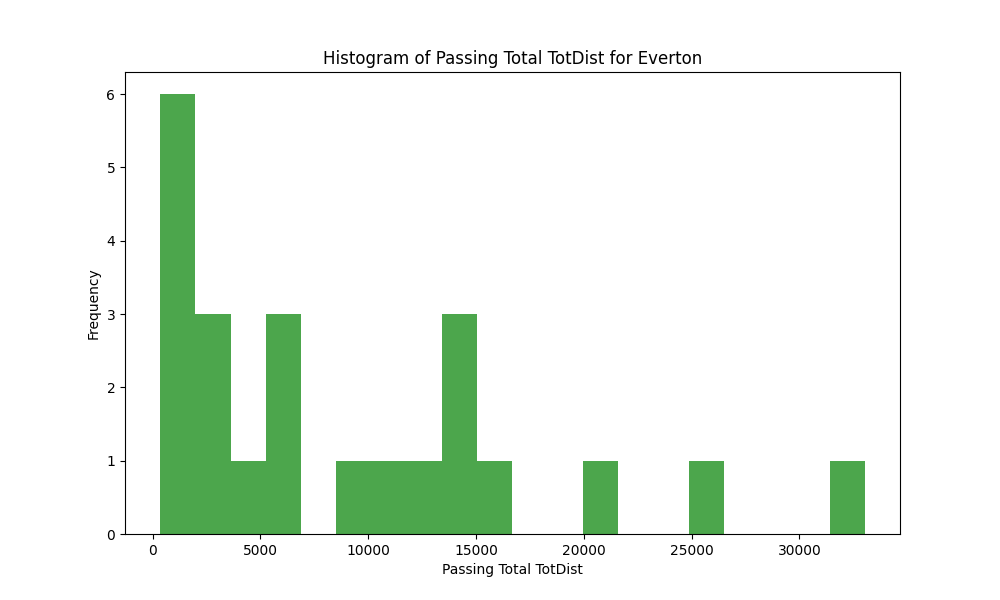 Histogram of Passing Total TotDist for Everton
6
5
4
3
2
1
0
Frequency
0 5000 10000 15000 20000 25000 30000
Passing Total TotDist